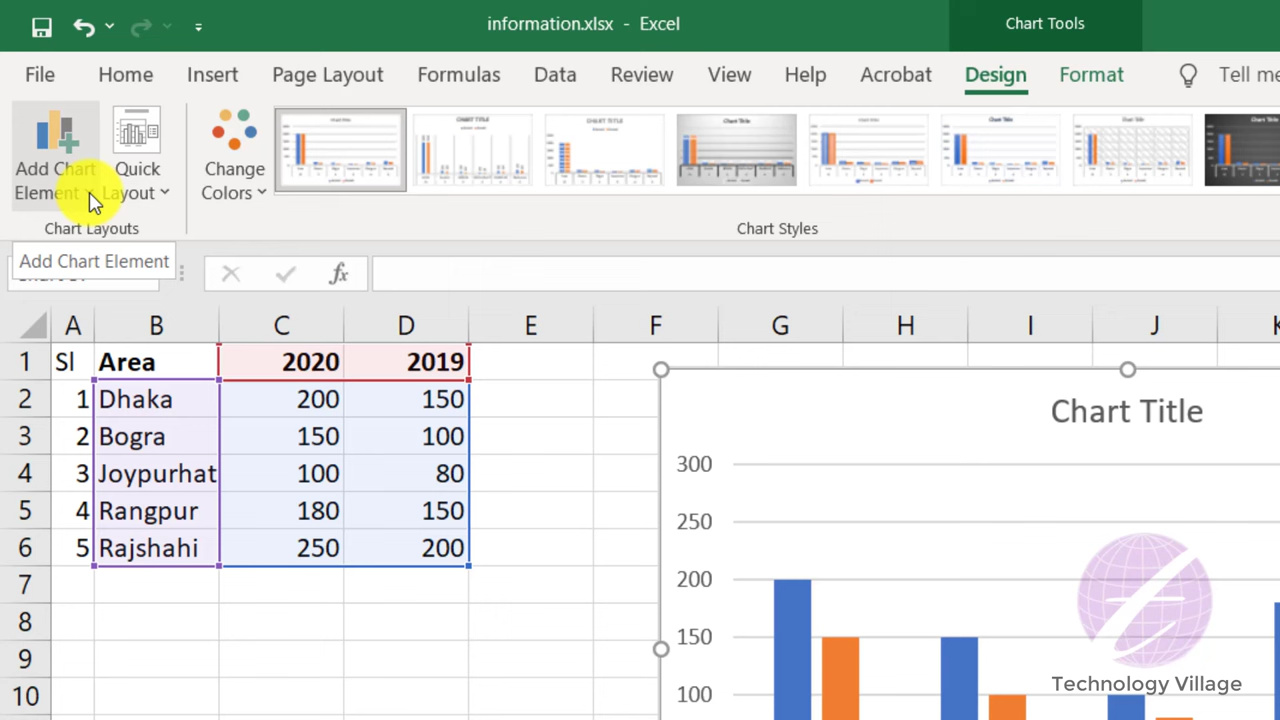 information.xlsx - Excel
Chart Tools
File Home Insert Page Layout Formulas Data Review View Help Acrobat Design Format Tell me
Add Chart Element
Quick Layout
Change Colors
Chart Layouts
Chart Styles
Add Chart Element
fx
A B C D E F G H I J
1 Sl Area 2020 2019
2 1 Dhaka 200 150
3 2 Bogra 150 100
4 3 Joypurhat 100 80
5 4 Rangpur 180 150
6 5 Rajshahi 250 200
7
8
9
10
Chart Title
300
250
200
150
100
Technology Village